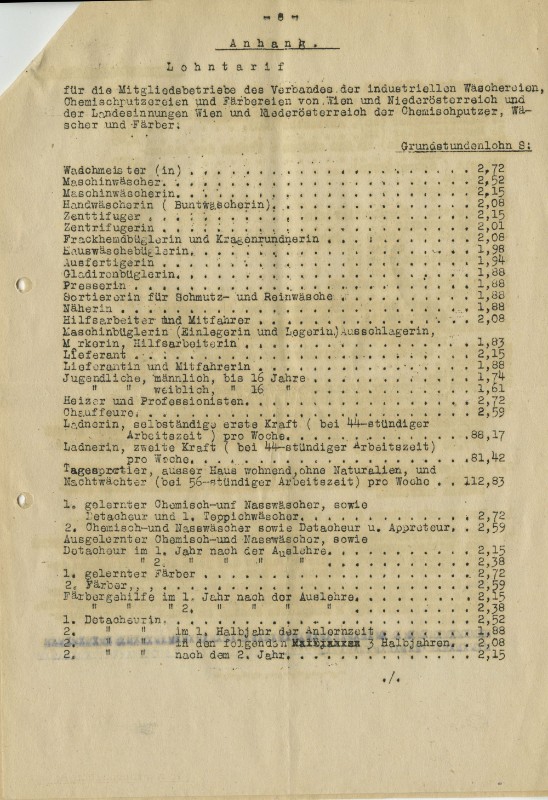 - 8 -
Anhang.
Lohntarif
für die Mitgliedsbetriebe des Verbandes der industriellen Wäschereien,
Chemischputzereien und Färbereien von Wien und Niederösterreich und
der Landesinnungen Wien und Niederösterreich der Chemischputzer, Wä-
scher und Färber:
Grundstundenlohn S:
Waschmeister (in) . . . . . . . . . . . . . . . . . . . . 2,72
Maschinwäscher. . . . . . . . . . . . . . . . . . . . . . 2,52
Maschinwäscherin. . . . . . . . . . . . . . . . . . . . . 2,15
Handwäscherin ( Buntwäscherin). . . . . . . . . . . . . . 2,08
Zenttifuger . . . . . . . . . . . . . . . . . . . . . . . 2,15
Zentrifugerin . . . . . . . . . . . . . . . . . . . . . . 2,01
Frackhemdbüglerin und Kragenrundnerin . . . . . . . . . . 2,08
Hauswäschebüglerin. . . . . . . . . . . . . . . . . . . . 1,98
Ausfertigerin . . . . . . . . . . . . . . . . . . . . . . 1,94
Gladironbüglerin. . . . . . . . . . . . . . . . . . . . . 1,88
Presserin . . . . . . . . . . . . . . . . . . . . . . . . 1,88
Sortiererin für Schmutz- und Reinwäsche . . . . . . . . . 1,88
Näherin . . . . . . . . . . . . . . . . . . . . . . . . . 1,88
Hilfsarbeiter und Mitfahrer . . . . . . . . . . . . . . . 2,08
Maschinbüglerin (Einlegerin und Legerin)Ausschlagerin,
Markerin, Hilfsarbeiterin . . . . . . . . . . . . . . . . 1,83
Lieferant . . . . . . . . . . . . . . . . . . . . . . . . 2,15
Lieferantin und Mitfahrerin . . . . . . . . . . . . . . . 1,88
Jugendliche, männlich, bis 16 Jahre . . . . . . . . . . . 1,74
" " weiblich, " 16 " . . . . . . . . . . . 1,61
Heizer und Professionisten. . . . . . . . . . . . . . . . 2,72
Chauffeure. . . . . . . . . . . . . . . . . . . . . . . . 2,59
Ladnerin, selbständige erste Kraft ( bei 44-stündiger
Arbeitszeit ) pro Woche. . . . . . . . . . . . . 88,17
Ladnerin, zweite Kraft ( bei 44-stündiger Arbeitszeit)
pro Woche. . . . . . . . . . . . . . . . . . . . 81,42
Tagesportier, ausser Haus wohnend,ohne Naturalien, und
Nachtwächter (bei 56-stündiger Arbeitszeit) pro Woche . . 112,83
1. gelernter Chemisch-unf Nasswäscher, sowie
Detacheur und 1. Teppichwäscher. . . . . . . . . . . . 2,72
2. Chemisch-und Nasswäscher sowie Detacheur u. Appreteur. . 2,59
Ausgelernter Chemisch-und Nasswäscher, sowie
Detacheur im 1. Jahr nach der Auslehre. . . . . . . . . . 2,15
" 2. " " " " . . . . . . . . . . 2,38
1. gelernter Färber . . . . . . . . . . . . . . . . . . . 2,72
2. Färber,,, . . . . . . . . . . . . . . . . . . . . . . 2,59
Färbergehilfe im 1. Jahr nach der Auslehre. . . . . . . . 2,15
" " " 2. " " " " . . . . . . . . 2,38
1. Detacheurin. . . . . . . . . . . . . . . . . . . . . . 2,52
2. " " im 1. Halbjahr der Anlernzeit . . . . . . 1,88
2. " " in den folgenden 3 Halbjahren. . 2,08
2. " " nach dem 2. Jahr. . . . . . . . . . . . . 2,15
./.